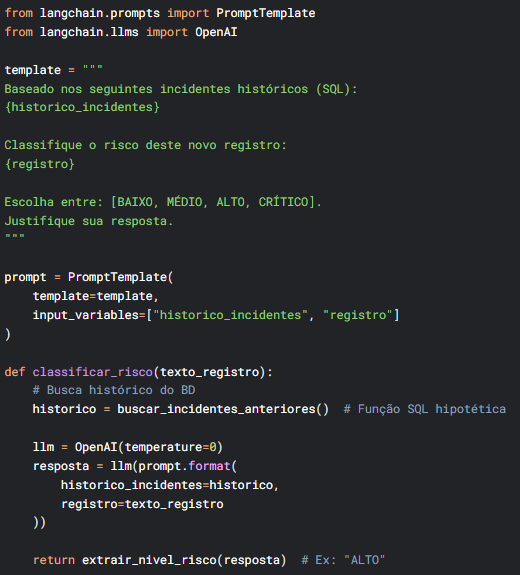 from langchain.prompts import PromptTemplate
from langchain.llms import OpenAI

template = """
Baseado nos seguintes incidentes históricos (SQL):
{historico_incidentes}

Classifique o risco deste novo registro:
{registro}

Escolha entre: [BAIXO, MÉDIO, ALTO, CRÍTICO].
Justifique sua resposta.
"""

prompt = PromptTemplate(
    template=template,
    input_variables=["historico_incidentes", "registro"]
)

def classificar_risco(texto_registro):
    # Busca histórico do BD
    historico = buscar_incidentes_anteriores()  # Função SQL hipotética

    llm = OpenAI(temperature=0)
    resposta = llm(prompt.format(
        historico_incidentes=historico,
        registro=texto_registro
    ))

    return extrair_nivel_risco(resposta)  # Ex: "ALTO"